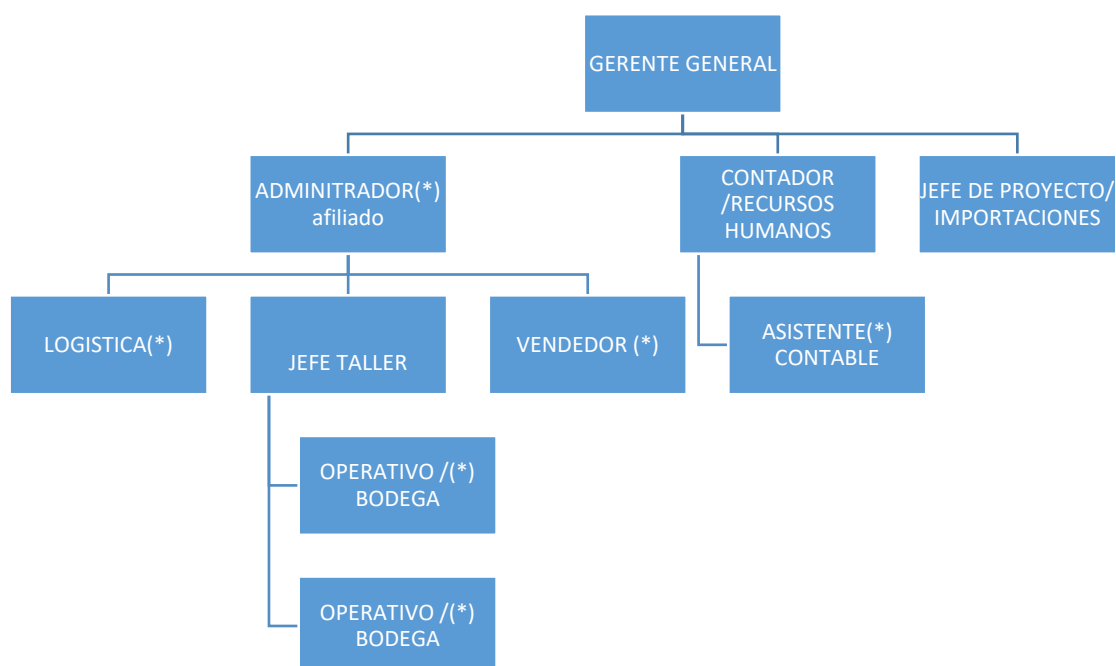 GERENTE GENERAL
ADMINITRADOR(*)
afiliado
CONTADOR
/RECURSOS
HUMANOS
JEFE DE PROYECTO/
IMPORTACIONES
LOGISTICA(*)
JEFE TALLER
VENDEDOR (*)
ASISTENTE(*)
CONTABLE
OPERATIVO /(*)
BODEGA
OPERATIVO /(*)
BODEGA